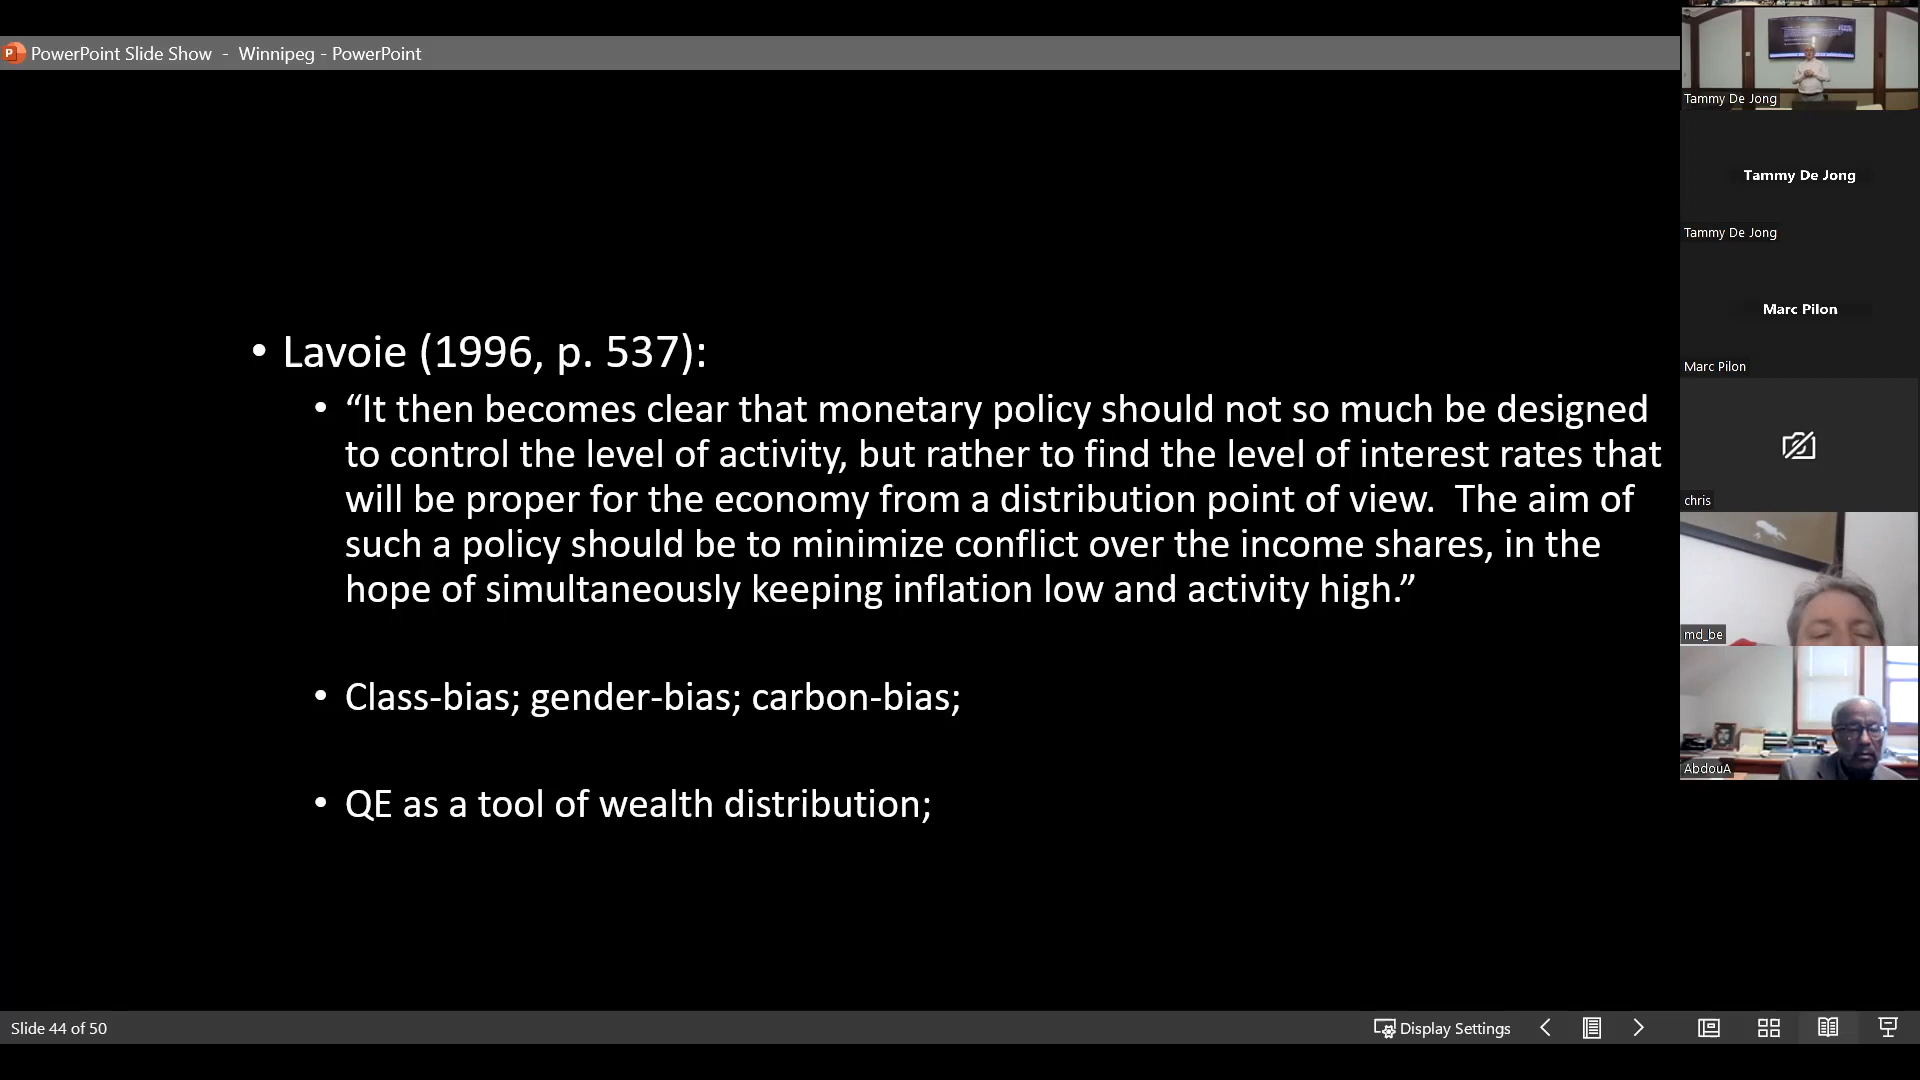 PowerPoint Slide Show - Winnipeg - PowerPoint
• Lavoie (1996, p. 537):
• “It then becomes clear that monetary policy should not so much be designed
to control the level of activity, but rather to find the level of interest rates that
will be proper for the economy from a distribution point of view. The aim of
such a policy should be to minimize conflict over the income shares, in the
hope of simultaneously keeping inflation low and activity high.”
• Class-bias; gender-bias; carbon-bias;
• QE as a tool of wealth distribution;
Slide 44 of 50
Display Settings
Tammy De Jong
Tammy De Jong
Tammy De Jong
Marc Pilon
Marc Pilon
chris
md_be
AbdouA